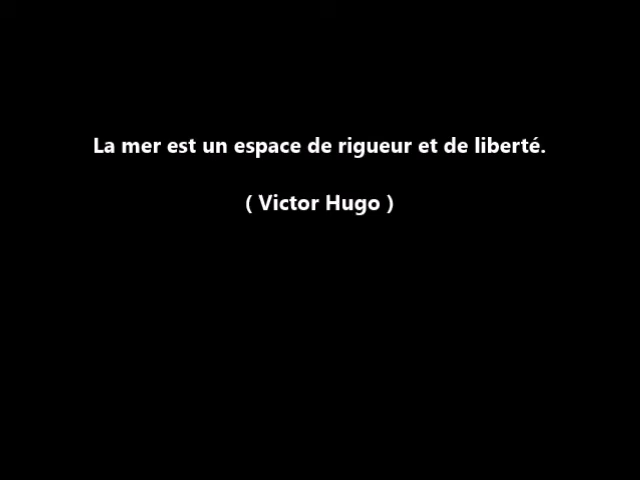 La mer est un espace de rigueur et de liberté.
( Victor Hugo )